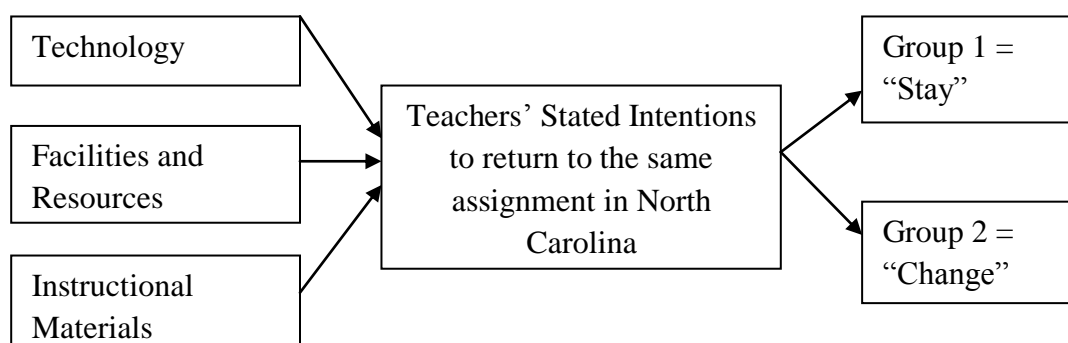 Technology
Facilities and
Resources
Instructional
Materials
Teachers’ Stated Intentions
to return to the same
assignment in North
Carolina
Group 1 =
“Stay”
Group 2 =
“Change”